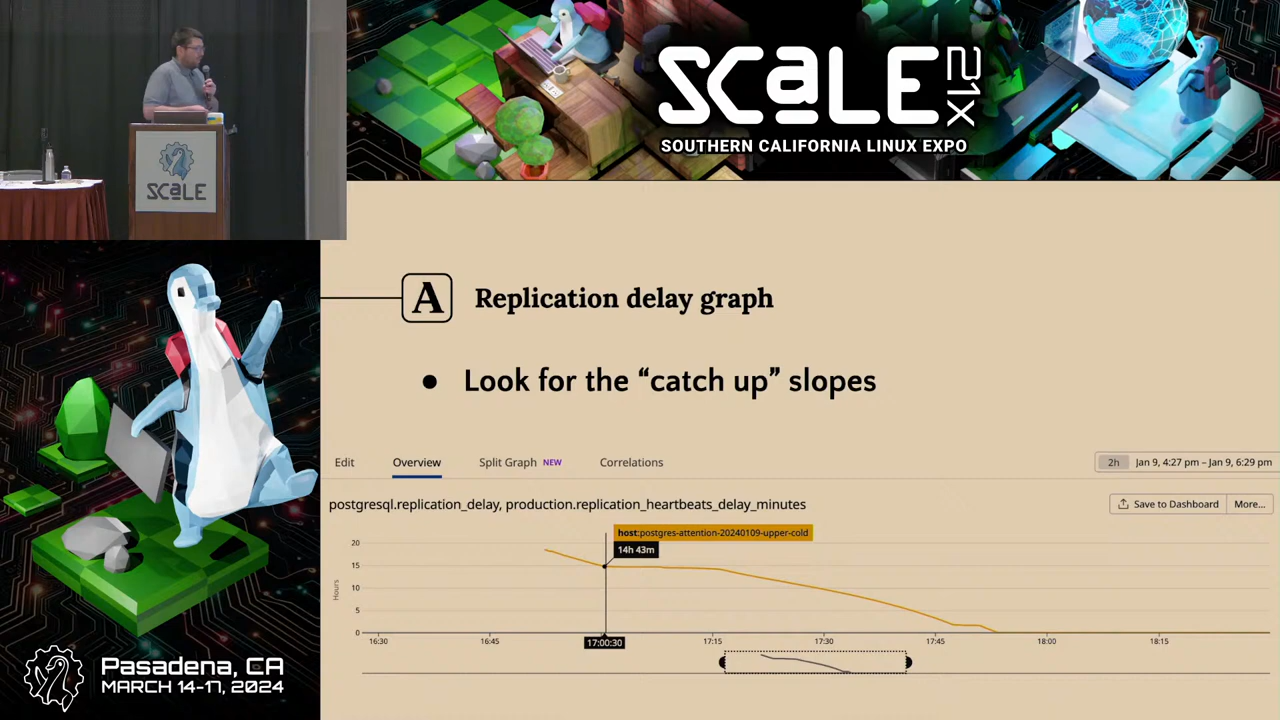 SCALE
21X
SOUTHERN CALIFORNIA LINUX EXPO
SCALE
A Replication delay graph
● Look for the “catch up” slopes
Edit Overview Split Graph NEW Correlations
2h Jan 9, 4:27 pm – Jan 9, 6:29 pm
postgresql.replication_delay, production.replication_heartbeats_delay_minutes
Save to Dashboard More...
host:postgres-attention-20240109-upper-cold
14h 43m
Hours
20
15
10
5
0
16:30 16:45 17:00:30 17:15 17:30 17:45 18:00 18:15
Pasadena, CA
MARCH 14-17, 2024